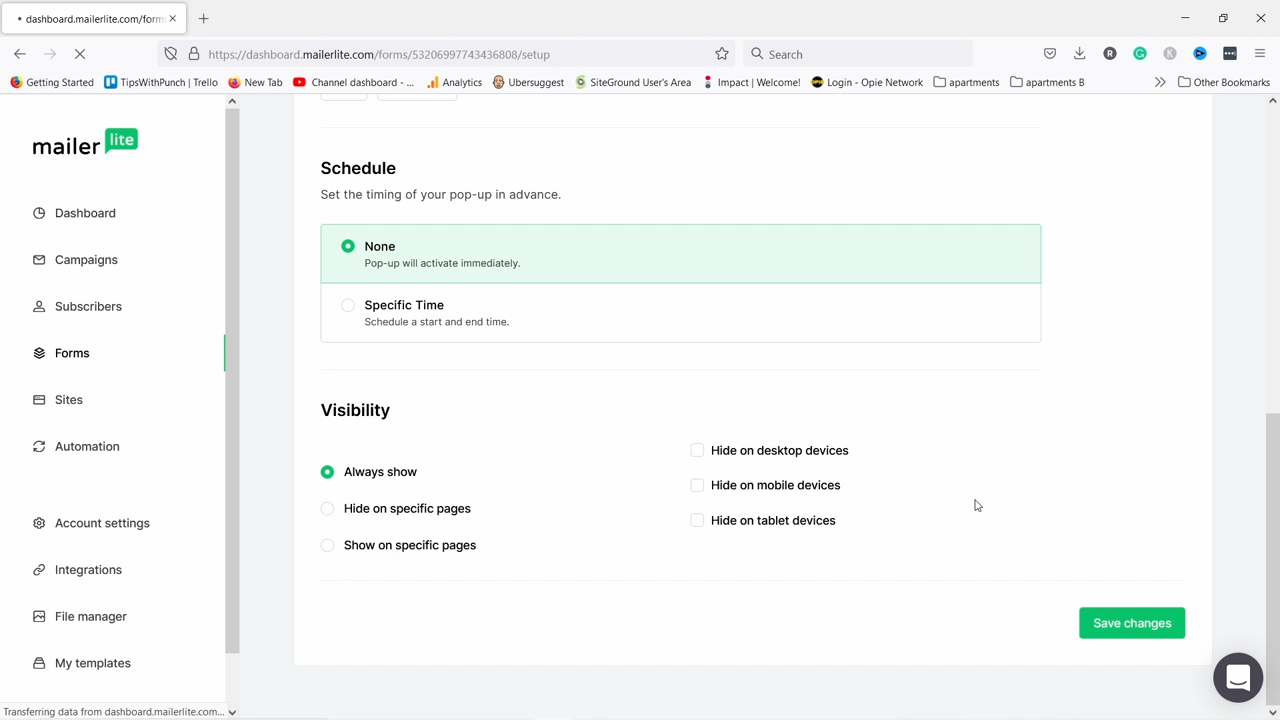 dashboard.mailerlite.com/form
https://dashboard.mailerlite.com/forms/53206997743436808/setup
Search
Getting Started
TipsWithPunch | Trello
New Tab
Channel dashboard - ...
Analytics
Ubersuggest
SiteGround User's Area
Impact | Welcome!
Login - Opie Network
apartments
apartments B
Other Bookmarks
mailer lite
Dashboard
Campaigns
Subscribers
Forms
Sites
Automation
Account settings
Integrations
File manager
My templates
Schedule
Set the timing of your pop-up in advance.
None
Pop-up will activate immediately.
Specific Time
Schedule a start and end time.
Visibility
Always show
Hide on specific pages
Show on specific pages
Hide on desktop devices
Hide on mobile devices
Hide on tablet devices
Save changes
Transferring data from dashboard.mailerlite.com...